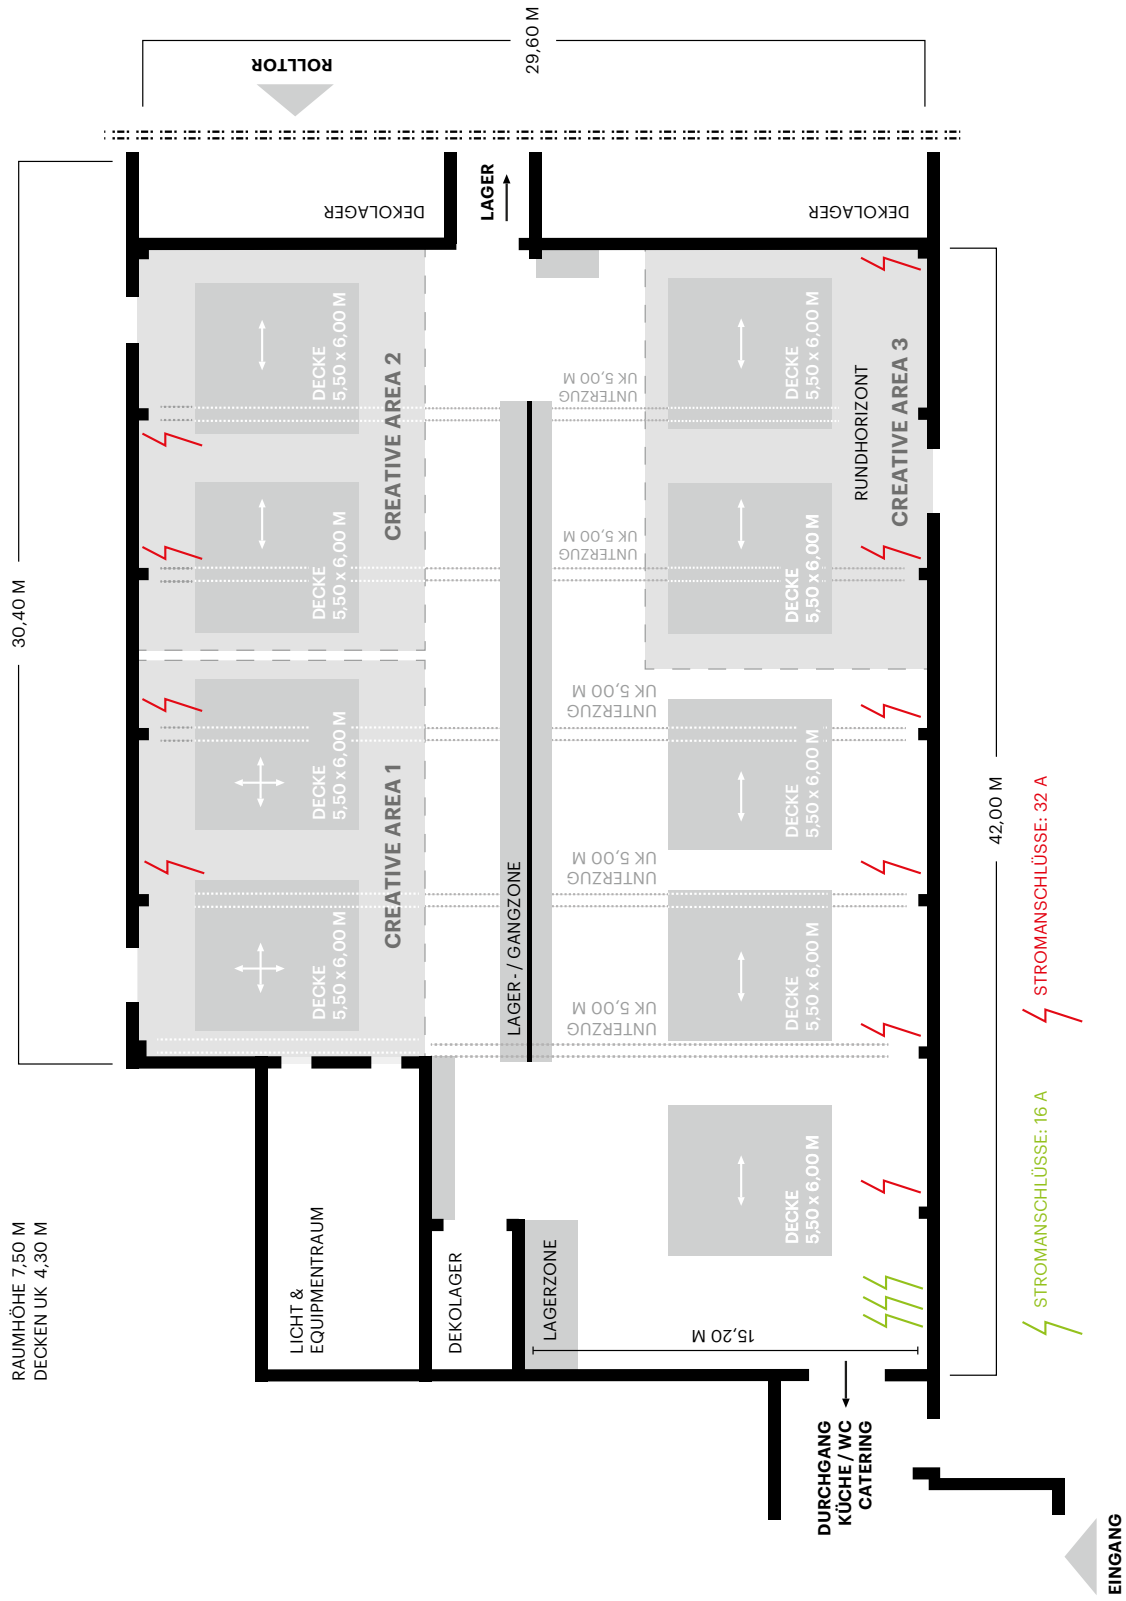 RAUMHÖHE 7,50 M
DECKEN UK 4,30 M
30,40 M
29,60 M
ROLLTOR
DEKOLAGER
LAGER
DEKOLAGER
LICHT &
EQUIPMENTRAUM
DEKOLAGER
LAGERZONE
DECKE
5,50 x 6,00 M
DECKE
5,50 x 6,00 M
CREATIVE AREA 1
DECKE
5,50 x 6,00 M
DECKE
5,50 x 6,00 M
CREATIVE AREA 2
LAGER- / GANGZONE
UNTERZUG
UK 5,00 M
UNTERZUG
UK 5,00 M
UNTERZUG
UK 5,00 M
UNTERZUG
UK 5,00 M
UNTERZUG
UK 5,00 M
15,20 M
DECKE
5,50 x 6,00 M
DECKE
5,50 x 6,00 M
DECKE
5,50 x 6,00 M
DECKE
5,50 x 6,00 M
DECKE
5,50 x 6,00 M
RUNDHORIZONT
CREATIVE AREA 3
DURCHGANG
KÜCHE / WC
CATERING
42,00 M
STROMANSCHLÜSSE: 16 A
STROMANSCHLÜSSE: 32 A
EINGANG